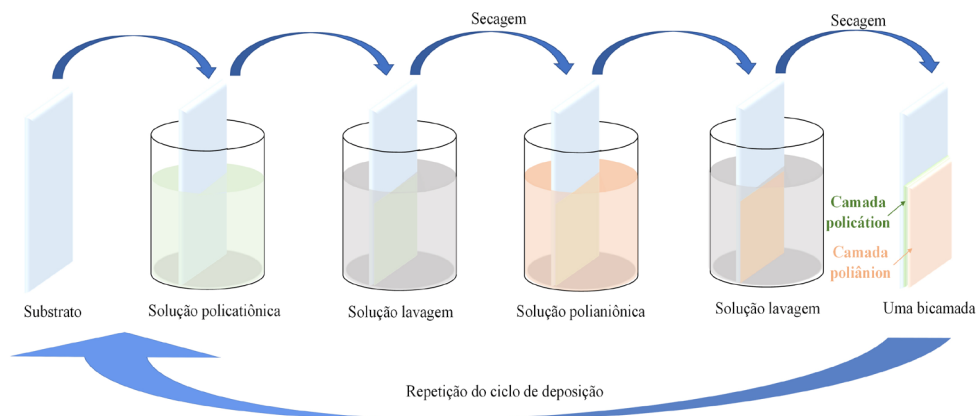 Secagem
Secagem
Camada
policátion
Camada
poliânion
Substrato
Solução policatiônica
Solução lavagem
Solução polianiônica
Solução lavagem
Uma bicamada
Repetição do ciclo de deposição